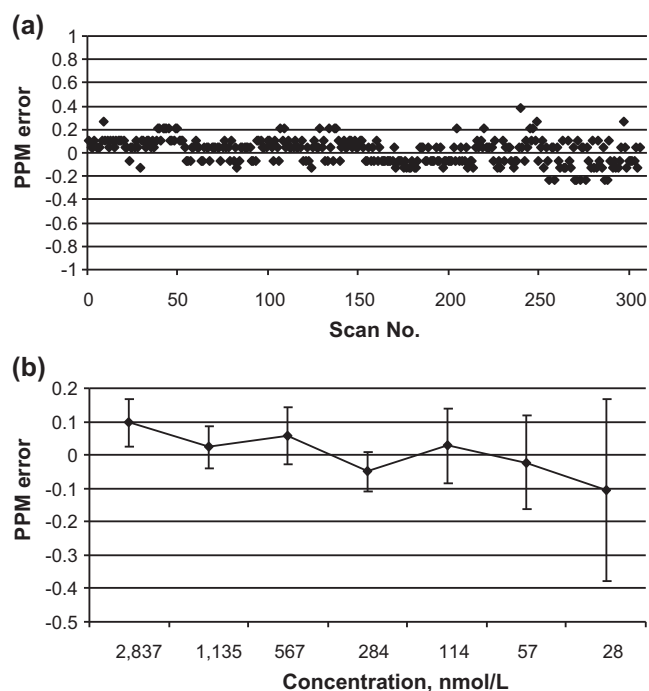 (a)
PPM error
1
0.8
0.6
0.4
0.2
0
-0.2
-0.4
-0.6
-0.8
-1
0 50 100 150 200 250 300
Scan No.
(b)
PPM error
0.2
0.1
0
-0.1
-0.2
-0.3
-0.4
-0.5
2,837 1,135 567 284 114 57 28
Concentration, nmol/L